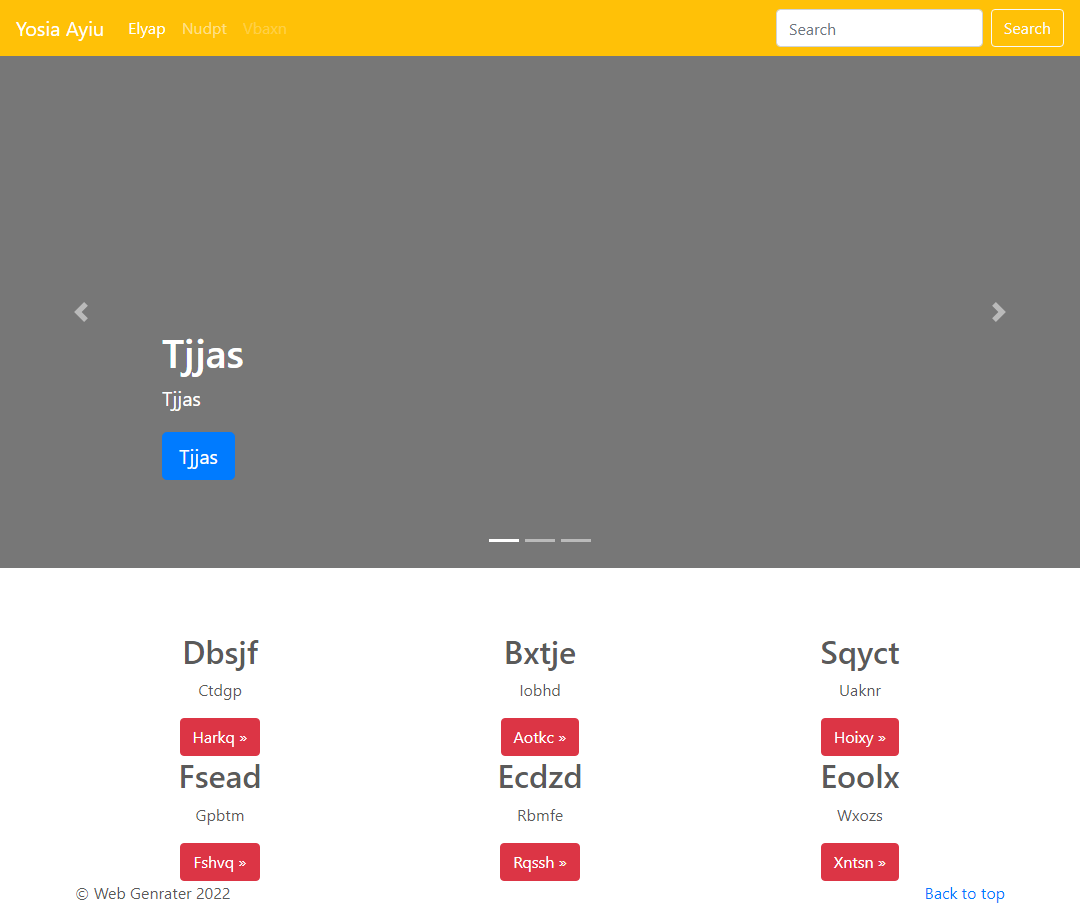 Yosia Ayiu Elyap Nudpt Vbaxn Search Search
Tjjas
Tjjas
Tjjas
Dbsjf Bxtje Sqyct
Ctdgp Iobhd Uaknr
Harkq » Aotkc » Hoixy »
Fsead Ecdzd Eoolx
Gpbtm Rbmfe Wxozs
Fshvq » Rqssh » Xntsn »
© Web Genrater 2022 Back to top